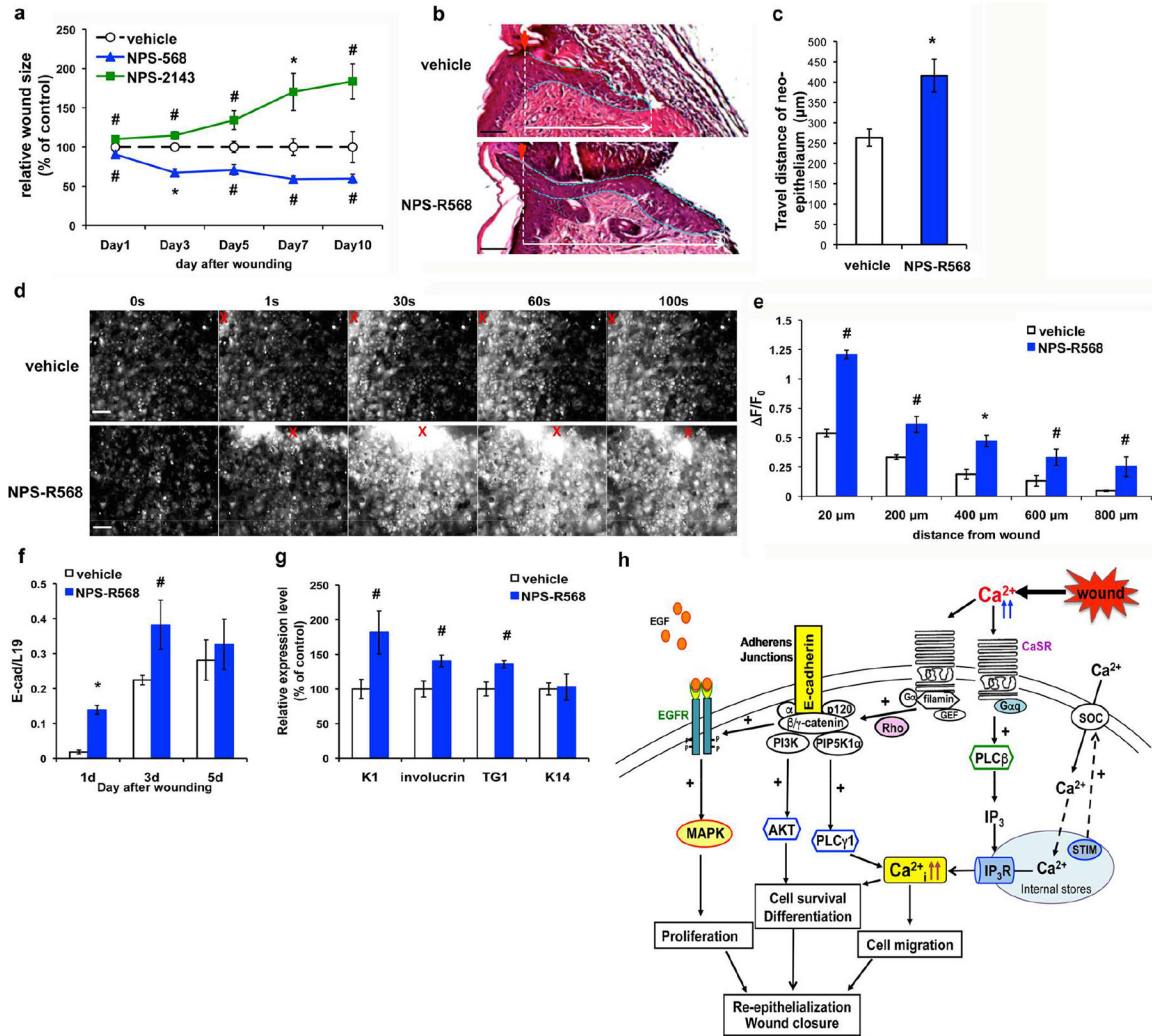 a
relative wound size
(% of control)
250
200
150
100
50
0
vehicle
NPS-568
NPS-2143
# # # * #
# * # # #
Day1 Day3 Day5 Day7 Day10
day after wounding
b
vehicle
NPS-R568
c
Travel distance of neo-
epitheliaum (µm)
500
450
400
350
300
250
200
150
100
50
0
*
vehicle NPS-R568
d
0s 1s 30s 60s 100s
vehicle
X X X X
NPS-R568
X X X X
e
ΔF/F0
1.5
1.25
1
0.75
0.5
0.25
0
vehicle
NPS-R568
# # * # #
20 µm 200 µm 400 µm 600 µm 800 µm
distance from wound
f
E-cad/L19
0.5
0.4
0.3
0.2
0.1
0
vehicle
NPS-R568
* #
1d 3d 5d
Day after wounding
g
Relative expression level
(% of control)
250
200
150
100
50
0
vehicle
NPS-R568
# # #
K1 involucrin TG1 K14
h
wound
Ca2+
CaSR
EGF
Adherens
Junctions
E-cadherin
EGFR
P P
P P
+
α
p120
β/γ-catenin
PI3K
PIP5K1α
+
Rho
Gα
filamin
GEF
Gαq
Ca2+
SOC
+
PLCβ
+
Ca2+
IP3
STIM
+
MAPK
+
AKT
+
PLCγ1
Ca2+i
IP3R
Ca2+
Internal stores
Cell survival
Differentiation
Proliferation
Cell migration
Re-epithelialization
Wound closure